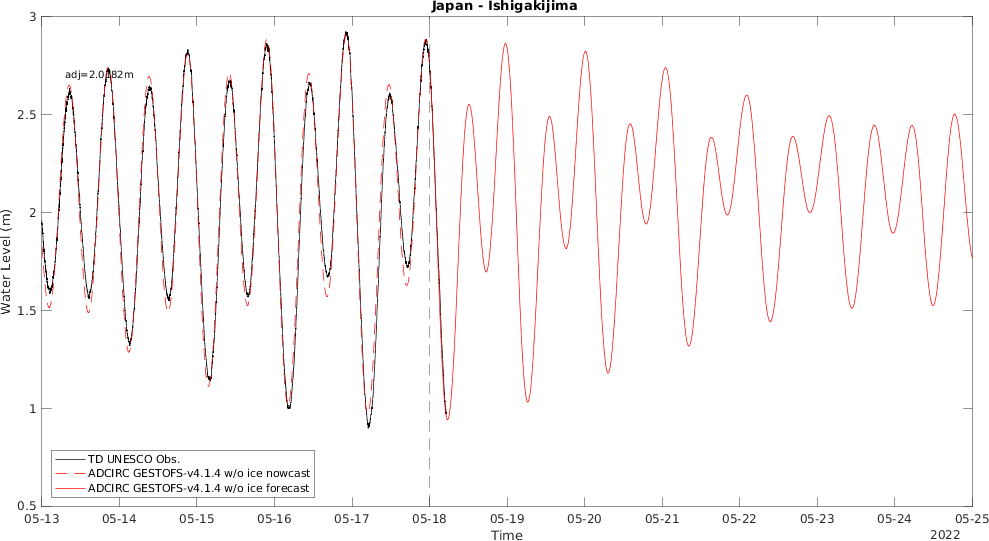 Japan - Ishigakijima
adj=2.0182m
Water Level (m)
3
2.5
2
1.5
1
0.5
TD UNESCO Obs.
ADCIRC GESTOFS-v4.1.4 w/o ice nowcast
ADCIRC GESTOFS-v4.1.4 w/o ice forecast
05-13 05-14 05-15 05-16 05-17 05-18 05-19 05-20 05-21 05-22 05-23 05-24 05-25
Time
2022